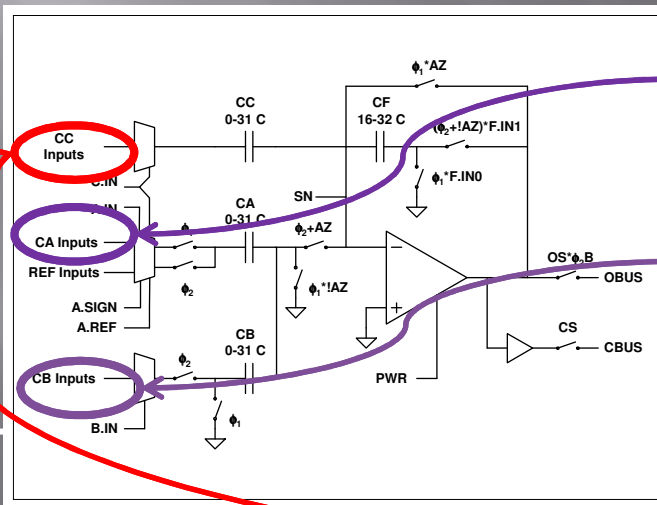 ϕ1*AZ
CC
0-31 C
CF
16-32 C
CC
Inputs
(ϕ2+!AZ)*F.IN1
ϕ1*F.IN0
C.IN
SN
CA
0-31 C
CA Inputs
ϕ2+AZ
REF Inputs
ϕ2
ϕ1*!AZ
OS*ϕ2B
OBUS
A.SIGN
A.REF
CB
0-31 C
CS
CBUS
CB Inputs
ϕ2
PWR
B.IN
ϕ1